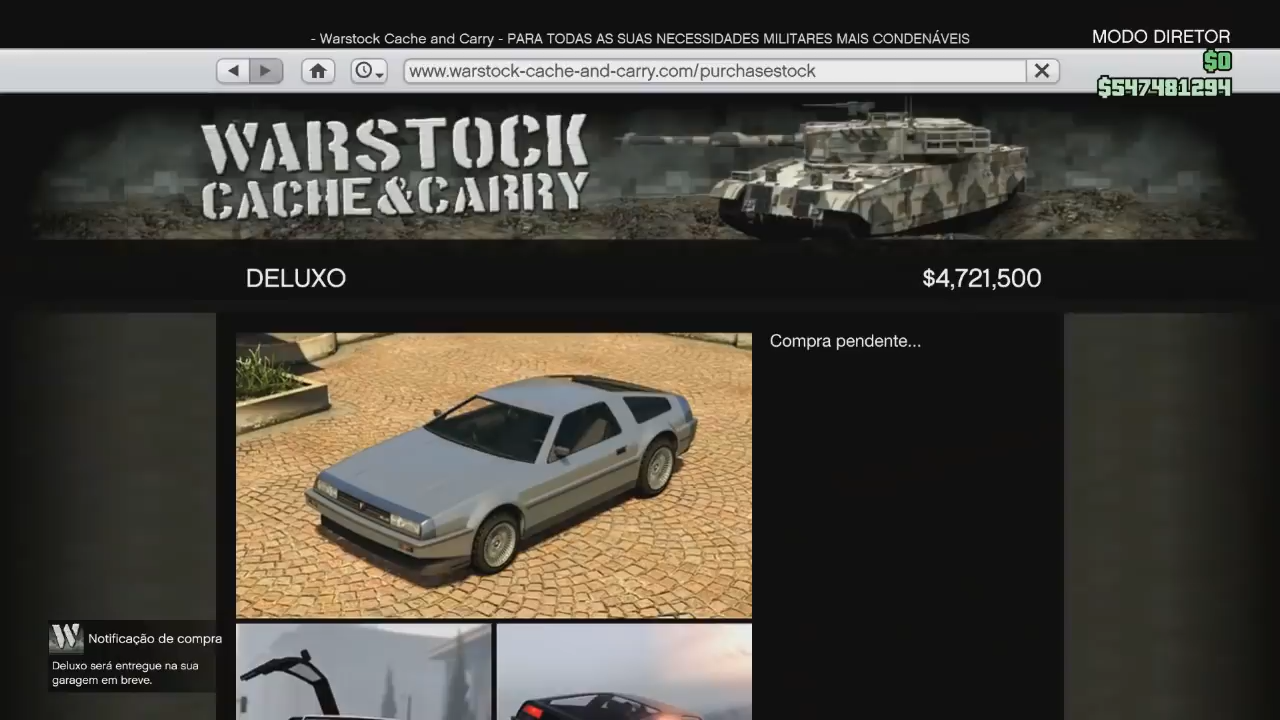 - Warstock Cache and Carry - PARA TODAS AS SUAS NECESSIDADES MILITARES MAIS CONDENÁVEIS
MODO DIRETOR
$0
www.warstock-cache-and-carry.com/purchasestock
$547481294
WARSTOCK
CACHE&CARRY
DELUXO
$4,721,500
Compra pendente...
W
Notificação de compra
Deluxo será entregue na sua
garagem em breve.